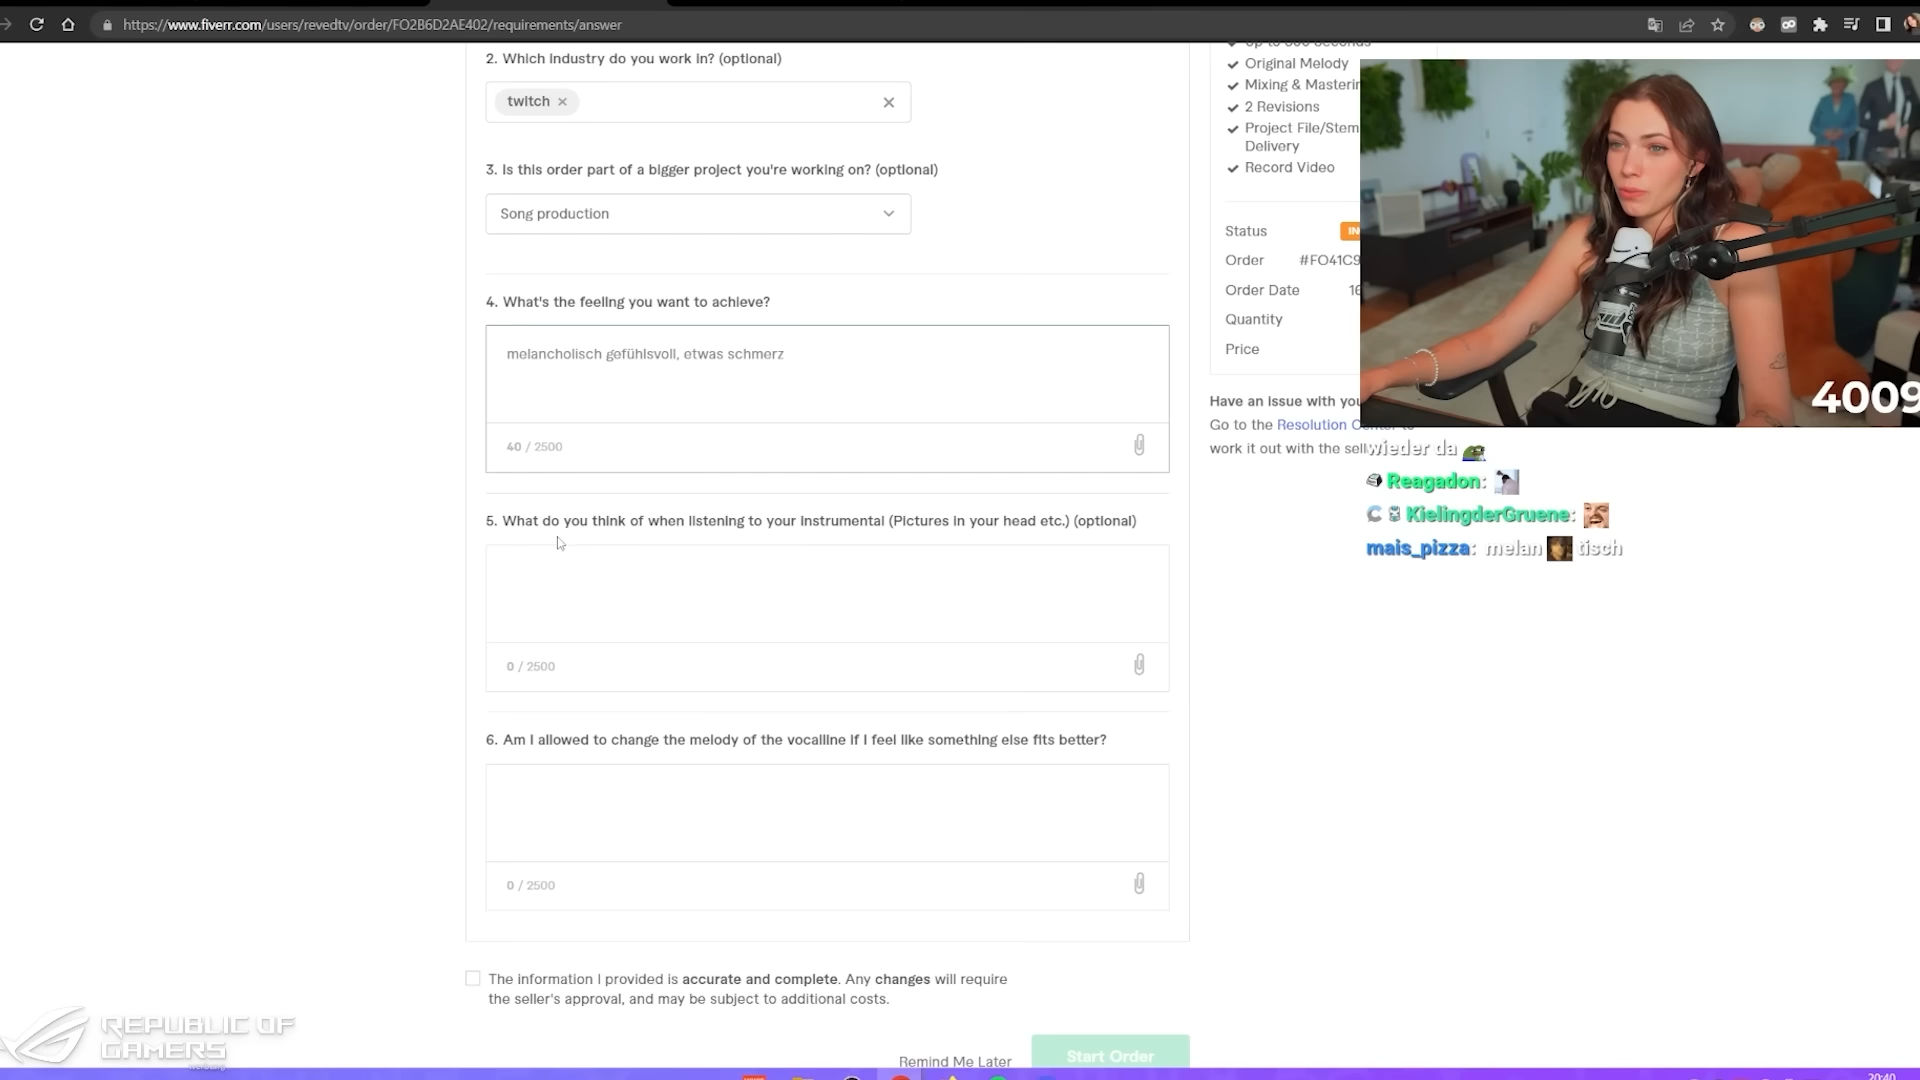 https://www.fiverr.com/users/revedtv/order/FO2B6D2AE402/requirements/answer
2. Which industry do you work in? (optional)
twitch
3. Is this order part of a bigger project you're working on? (optional)
Song production
4. What's the feeling you want to achieve?
melancholisch gefühlsvoll, etwas schmerz
40 / 2500
5. What do you think of when listening to your instrumental (Pictures in your head etc.) (optional)
0 / 2500
6. Am I allowed to change the melody of the vocalline if I feel like something else fits better?
0 / 2500
The information I provided is accurate and complete. Any changes will require
the seller's approval, and may be subject to additional costs.
Remind Me Later
Start Order
Original Melody
Mixing & Masterin
2 Revisions
Project File/Stem
Delivery
Record Video
Status
IN
Order #FO41C9
Order Date 16
Quantity
Price
Have an issue with you
Go to the Resolution Center to
work it out with the sell
4009
wieder da
Reagadon:
KielingderGruene:
mais_pizza: melan tisch
REPUBLIC OF
GAMERS
20:40